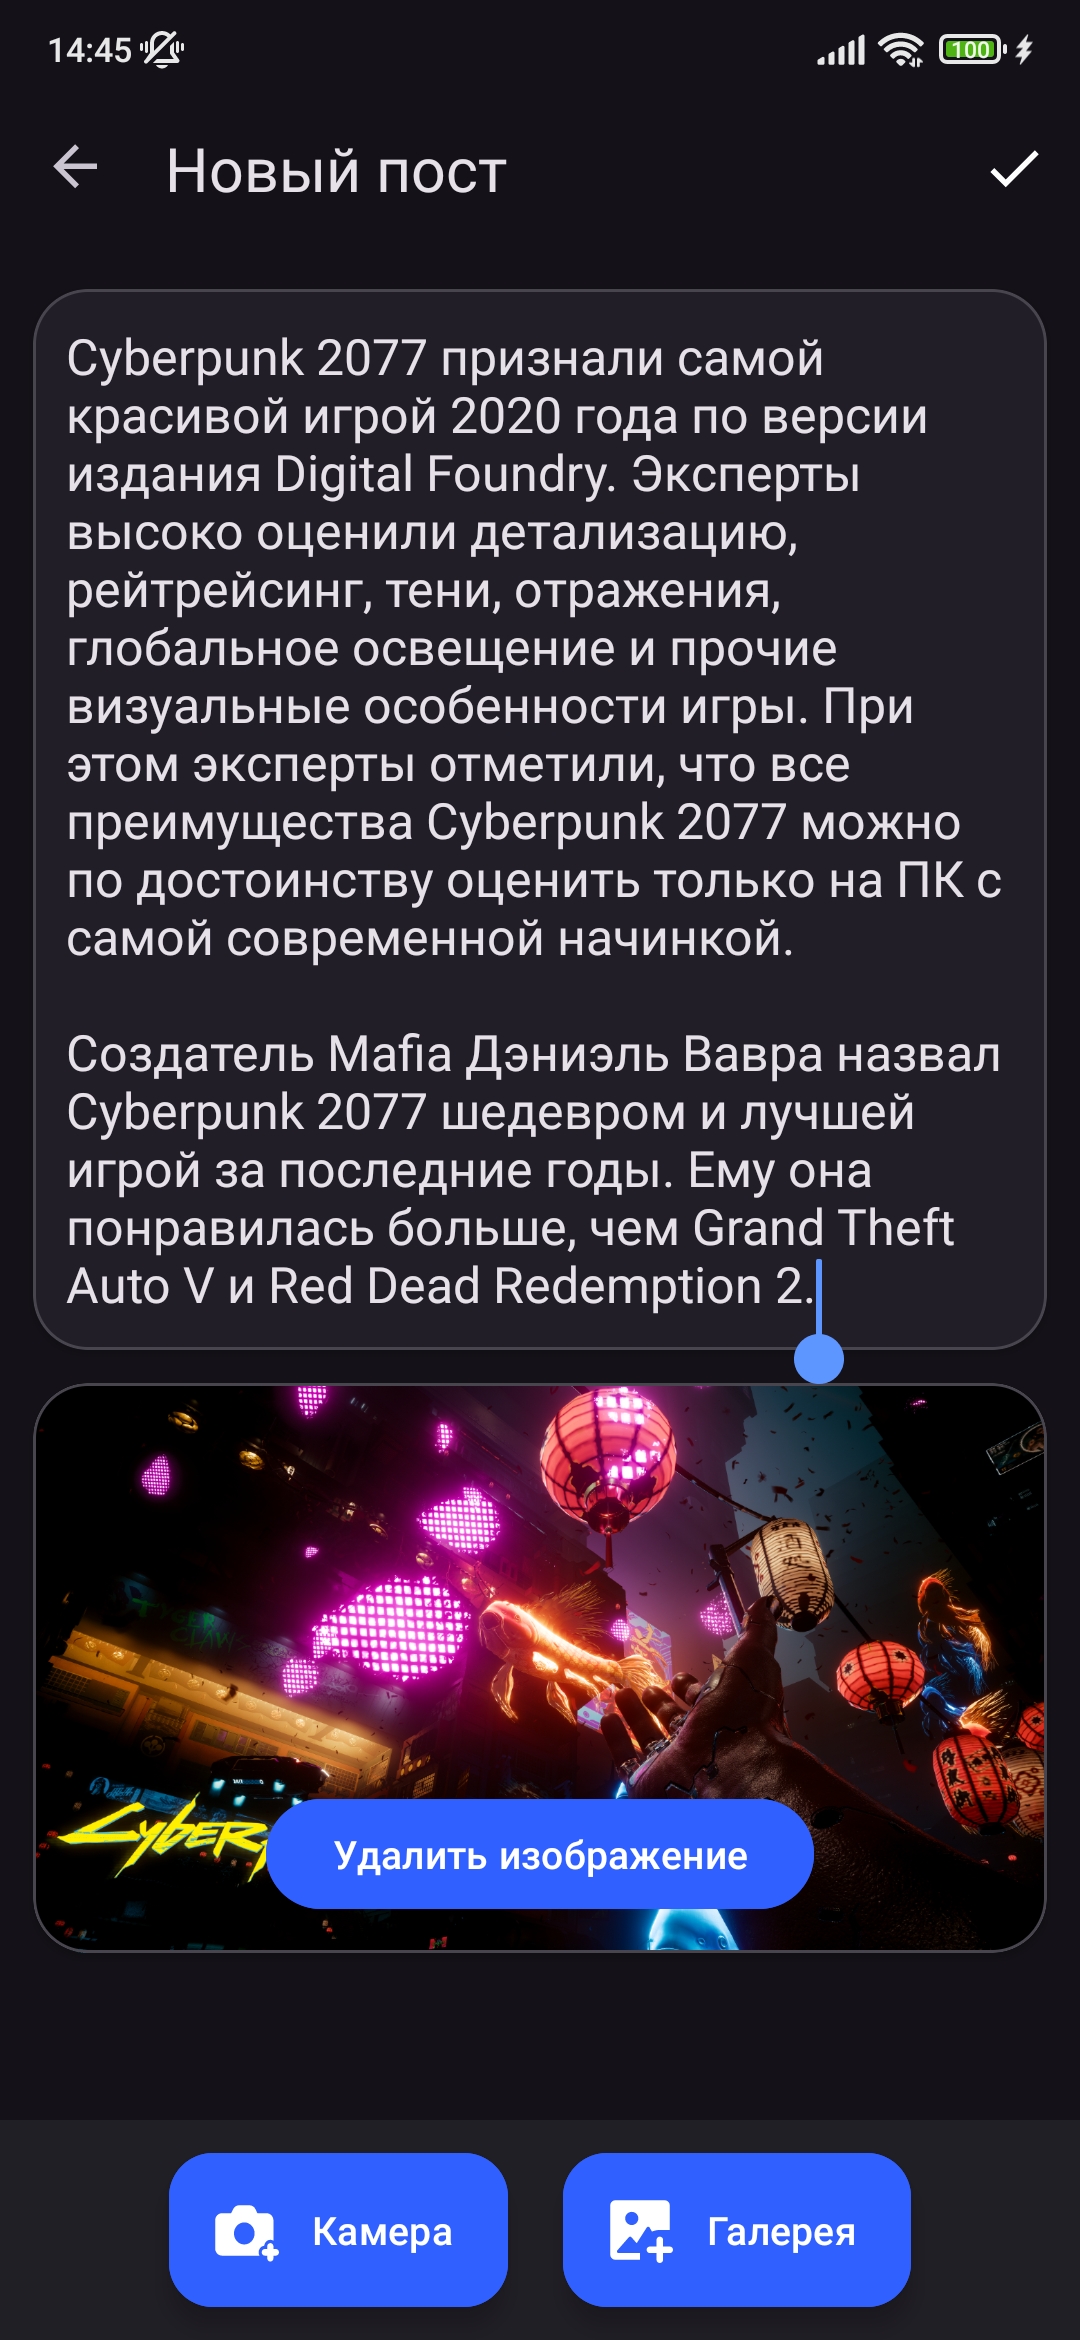 14:45
100
Новый пост
Cyberpunk 2077 признали самой
красивой игрой 2020 года по версии
издания Digital Foundry. Эксперты
высоко оценили детализацию,
рейтрейсинг, тени, отражения,
глобальное освещение и прочие
визуальные особенности игры. При
этом эксперты отметили, что все
преимущества Cyberpunk 2077 можно
по достоинству оценить только на ПК с
самой современной начинкой.
Создатель Mafia Дэниэль Вавра назвал
Cyberpunk 2077 шедевром и лучшей
игрой за последние годы. Ему она
понравилась больше, чем Grand Theft
Auto V и Red Dead Redemption 2.
TYGER
CLAW
Cyber
Удалить изображение
Камера
Галерея